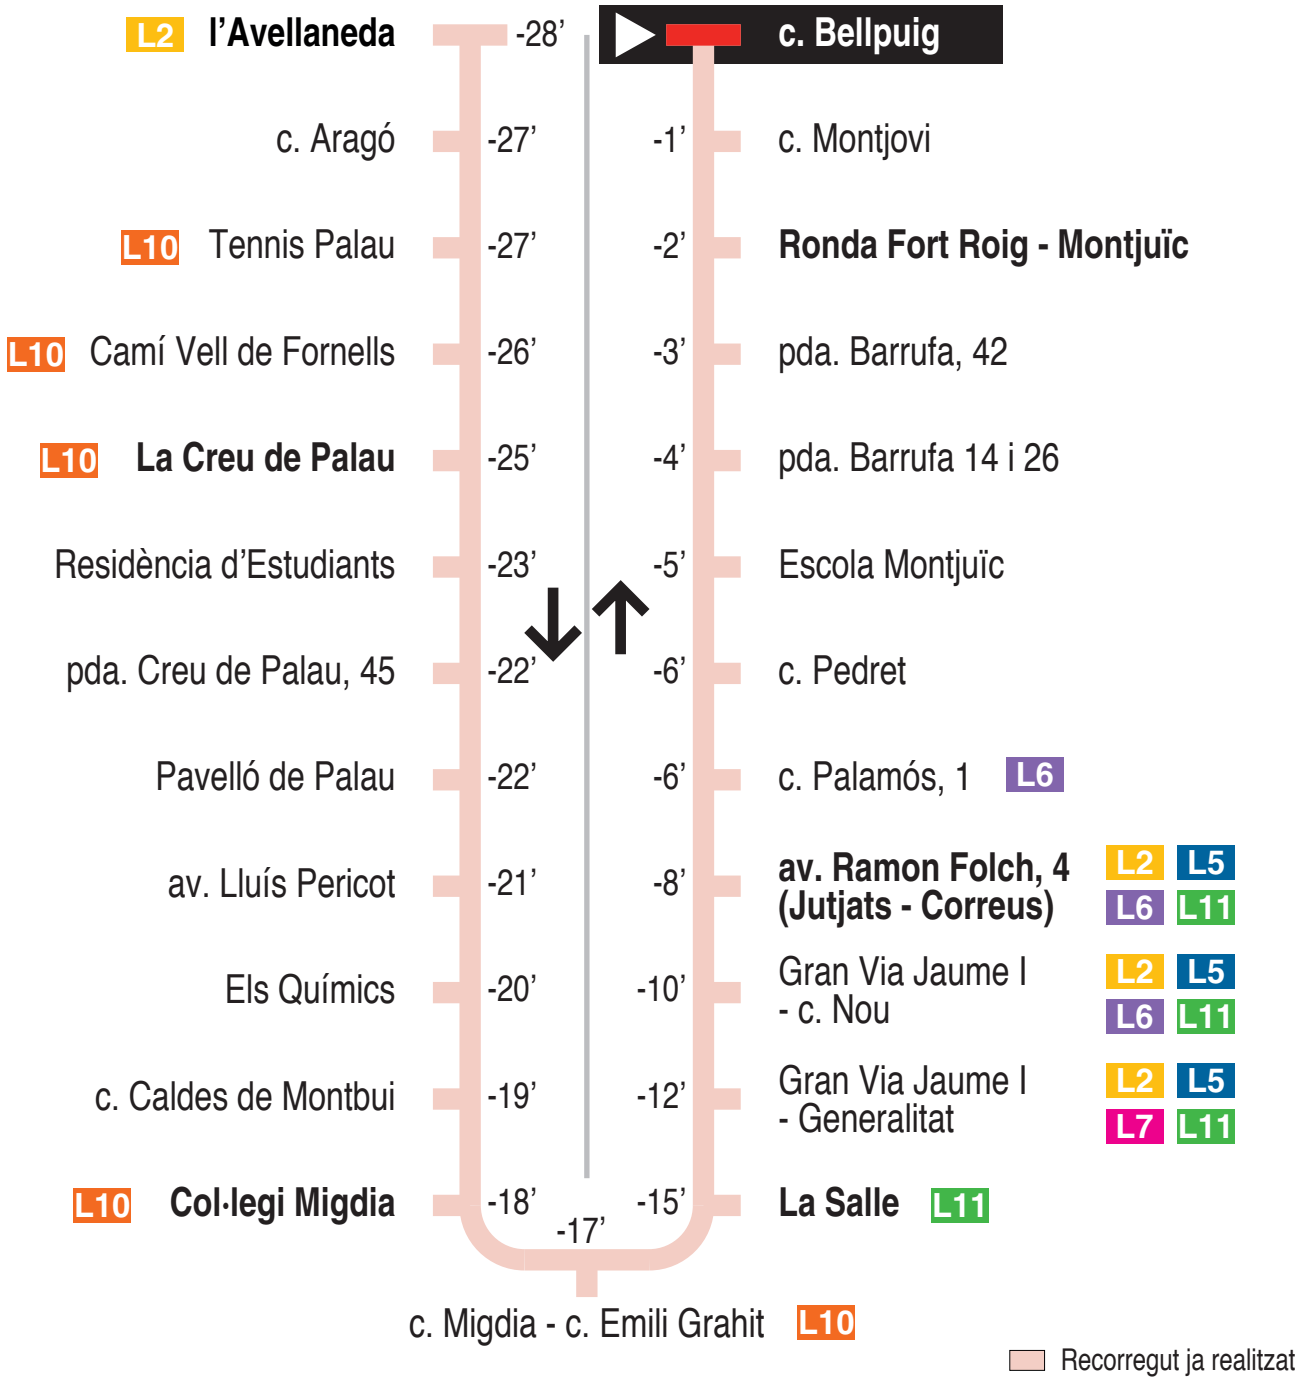 L2 l'Avellaneda -28'
c. Bellpuig
c. Aragó -27'
-1' c. Montjovi
L10 Tennis Palau -27'
-2' Ronda Fort Roig - Montjuïc
L10 Camí Vell de Fornells -26'
-3' pda. Barrufa, 42
L10 La Creu de Palau -25'
-4' pda. Barrufa 14 i 26
Residència d'Estudiants -23'
-5' Escola Montjuïc
pda. Creu de Palau, 45 -22'
-6' c. Pedret
Pavelló de Palau -22'
-6' c. Palamós, 1 L6
av. Lluís Pericot -21'
-8' av. Ramon Folch, 4 L2 L5
(Jutjats - Correus) L6 L11
Els Químics -20'
-10' Gran Via Jaume I L2 L5
- c. Nou L6 L11
c. Caldes de Montbui -19'
-12' Gran Via Jaume I L2 L5
- Generalitat L7 L11
L10 Col·legi Migdia -18'
-15' La Salle L11
-17'
c. Migdia - c. Emili Grahit L10
Recorregut ja realitzat